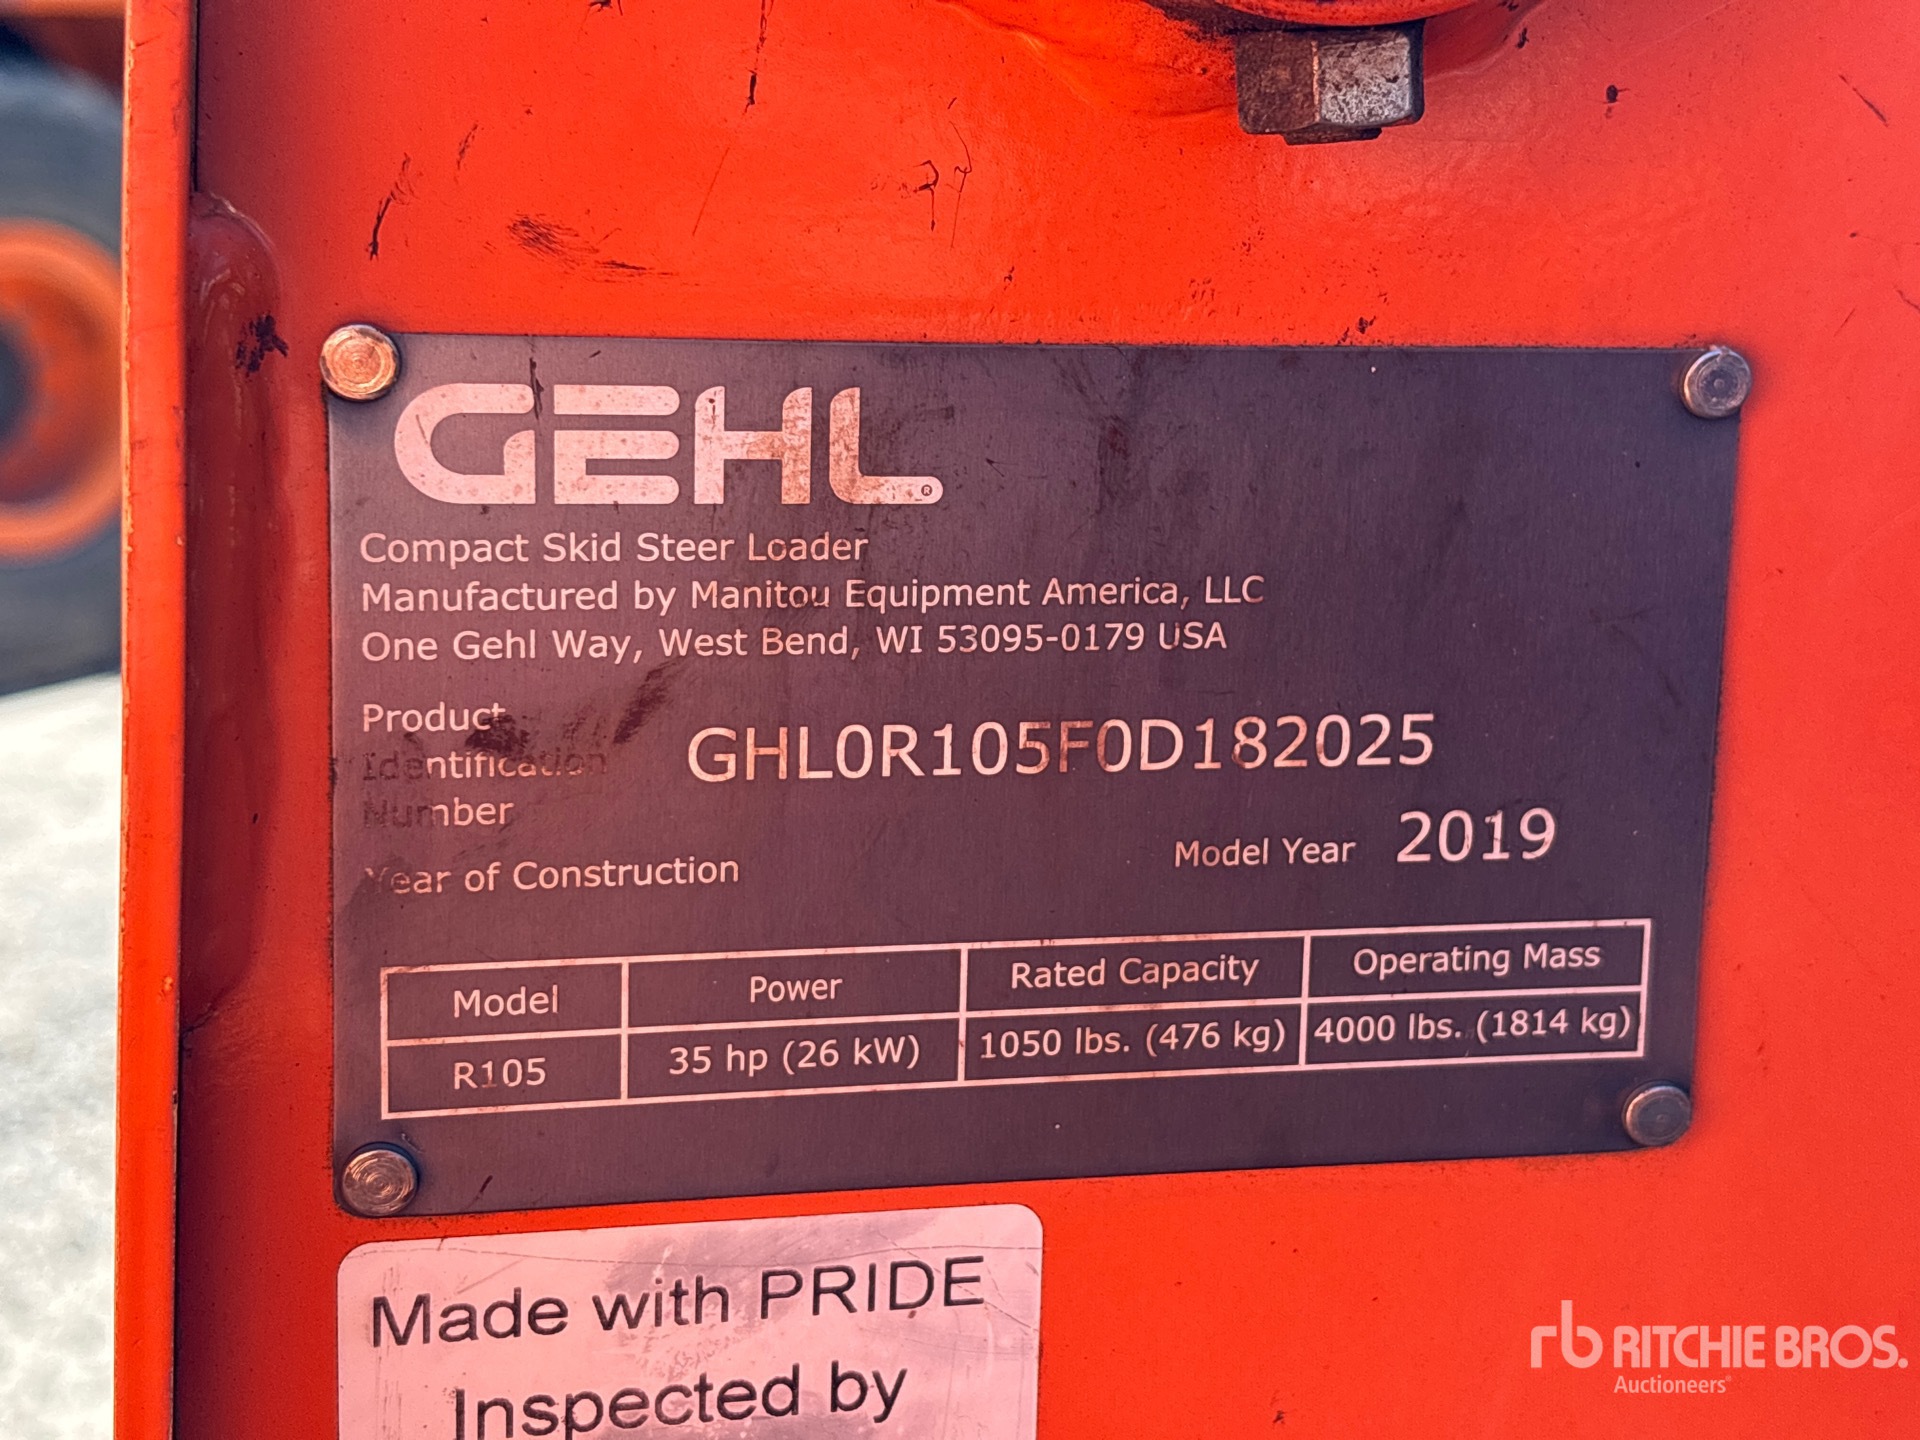 GEHL®
Compact Skid Steer Loader
Manufactured by Manitou Equipment America, LLC
One Gehl Way, West Bend, WI 53095-0179 USA
Product
Identification
Number
GHL0R105F0D182025
Model Year 2019
Year of Construction
Model Power Rated Capacity Operating Mass
R105 35 hp (26 kW) 1050 lbs. (476 kg) 4000 lbs. (1814 kg)
Made with PRIDE
Inspected by
rb RITCHIE BROS.
Auctioneers